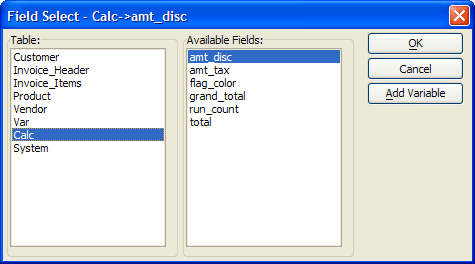 Field Select - Calc->amt_disc
Table:
Customer
Invoice_Header
Invoice_Items
Product
Vendor
Var
Calc
System
Available Fields:
amt_disc
amt_tax
flag_color
grand_total
run_count
total
OK
Cancel
Add Variable